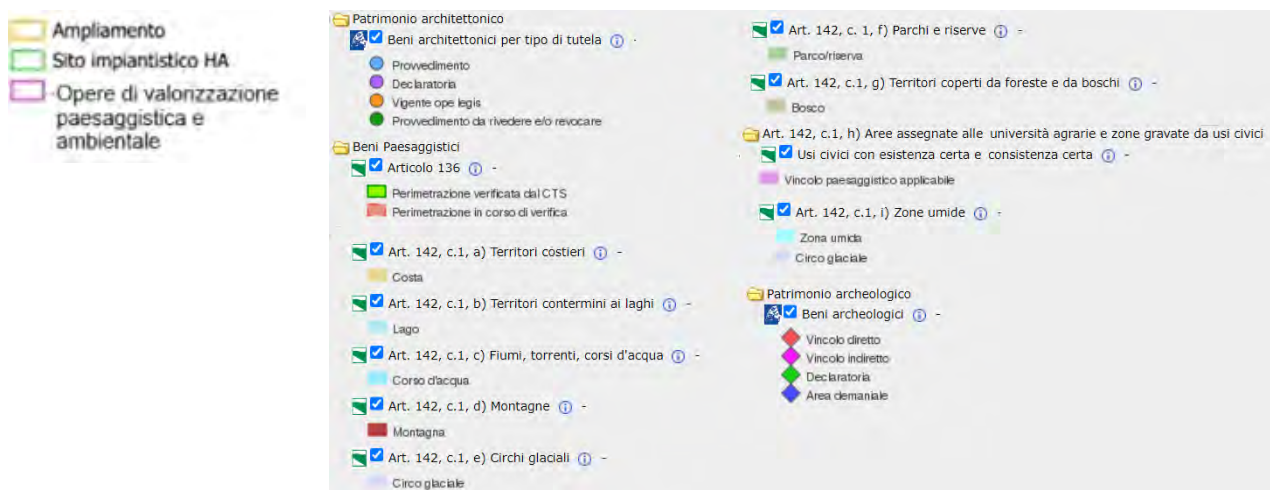 Ampliamento
Sito impiantistico HA
Opere di valorizzazione
paesaggistica e
ambientale
Patrimonio architettonico
Beni architettonici per tipo di tutela -
Provvedimento
Declaratoria
Vigente ope legis
Provvedimento da rivedere e/o revocare
Beni Paesaggistici
Articolo 136 -
Perimetrazione verificata dal CTS
Perimetrazione in corso di verifica
Art. 142, c.1, a) Territori costieri -
Costa
Art. 142, c.1, b) Territori contermini ai laghi -
Lago
Art. 142, c.1, c) Fiumi, torrenti, corsi d'acqua -
Corso d'acqua
Art. 142, c.1, d) Montagne -
Montagna
Art. 142, c.1, e) Circhi glaciali -
Circo glaciale
Art. 142, c. 1, f) Parchi e riserve -
Parco/riserva
Art. 142, c.1, g) Territori coperti da foreste e da boschi -
Bosco
Art. 142, c.1, h) Aree assegnate alle università agrarie e zone gravate da usi civici
Usi civici con esistenza certa e consistenza certa -
Vincolo paesaggistico applicabile
Art. 142, c.1, i) Zone umide -
Zona umida
Circo glaciale
Patrimonio archeologico
Beni archeologici -
Vincolo diretto
Vincolo indiretto
Declaratoria
Area demaniale